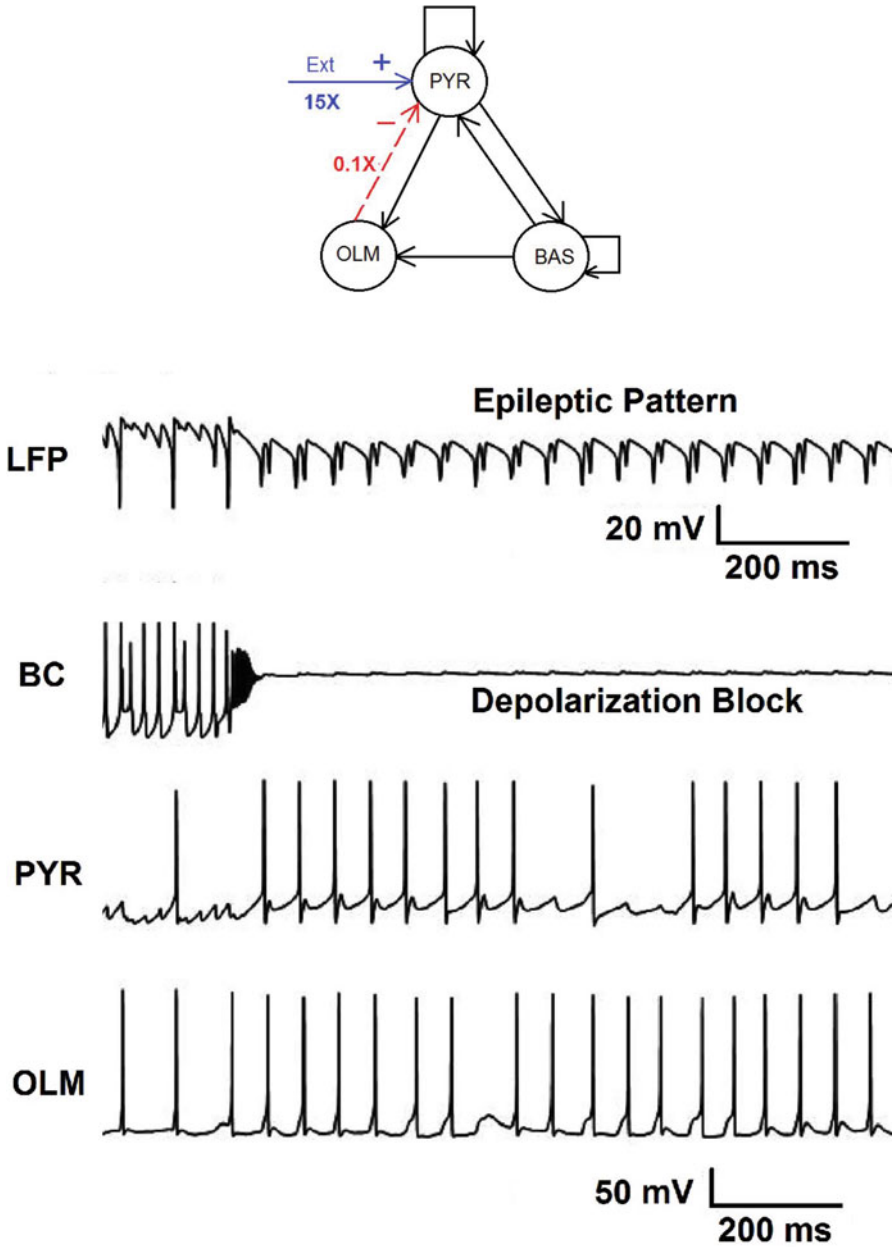 Ext +
PYR
15X
−
0.1X
OLM
BAS
Epileptic Pattern
LFP
20 mV
200 ms
BC
Depolarization Block
PYR
OLM
50 mV
200 ms